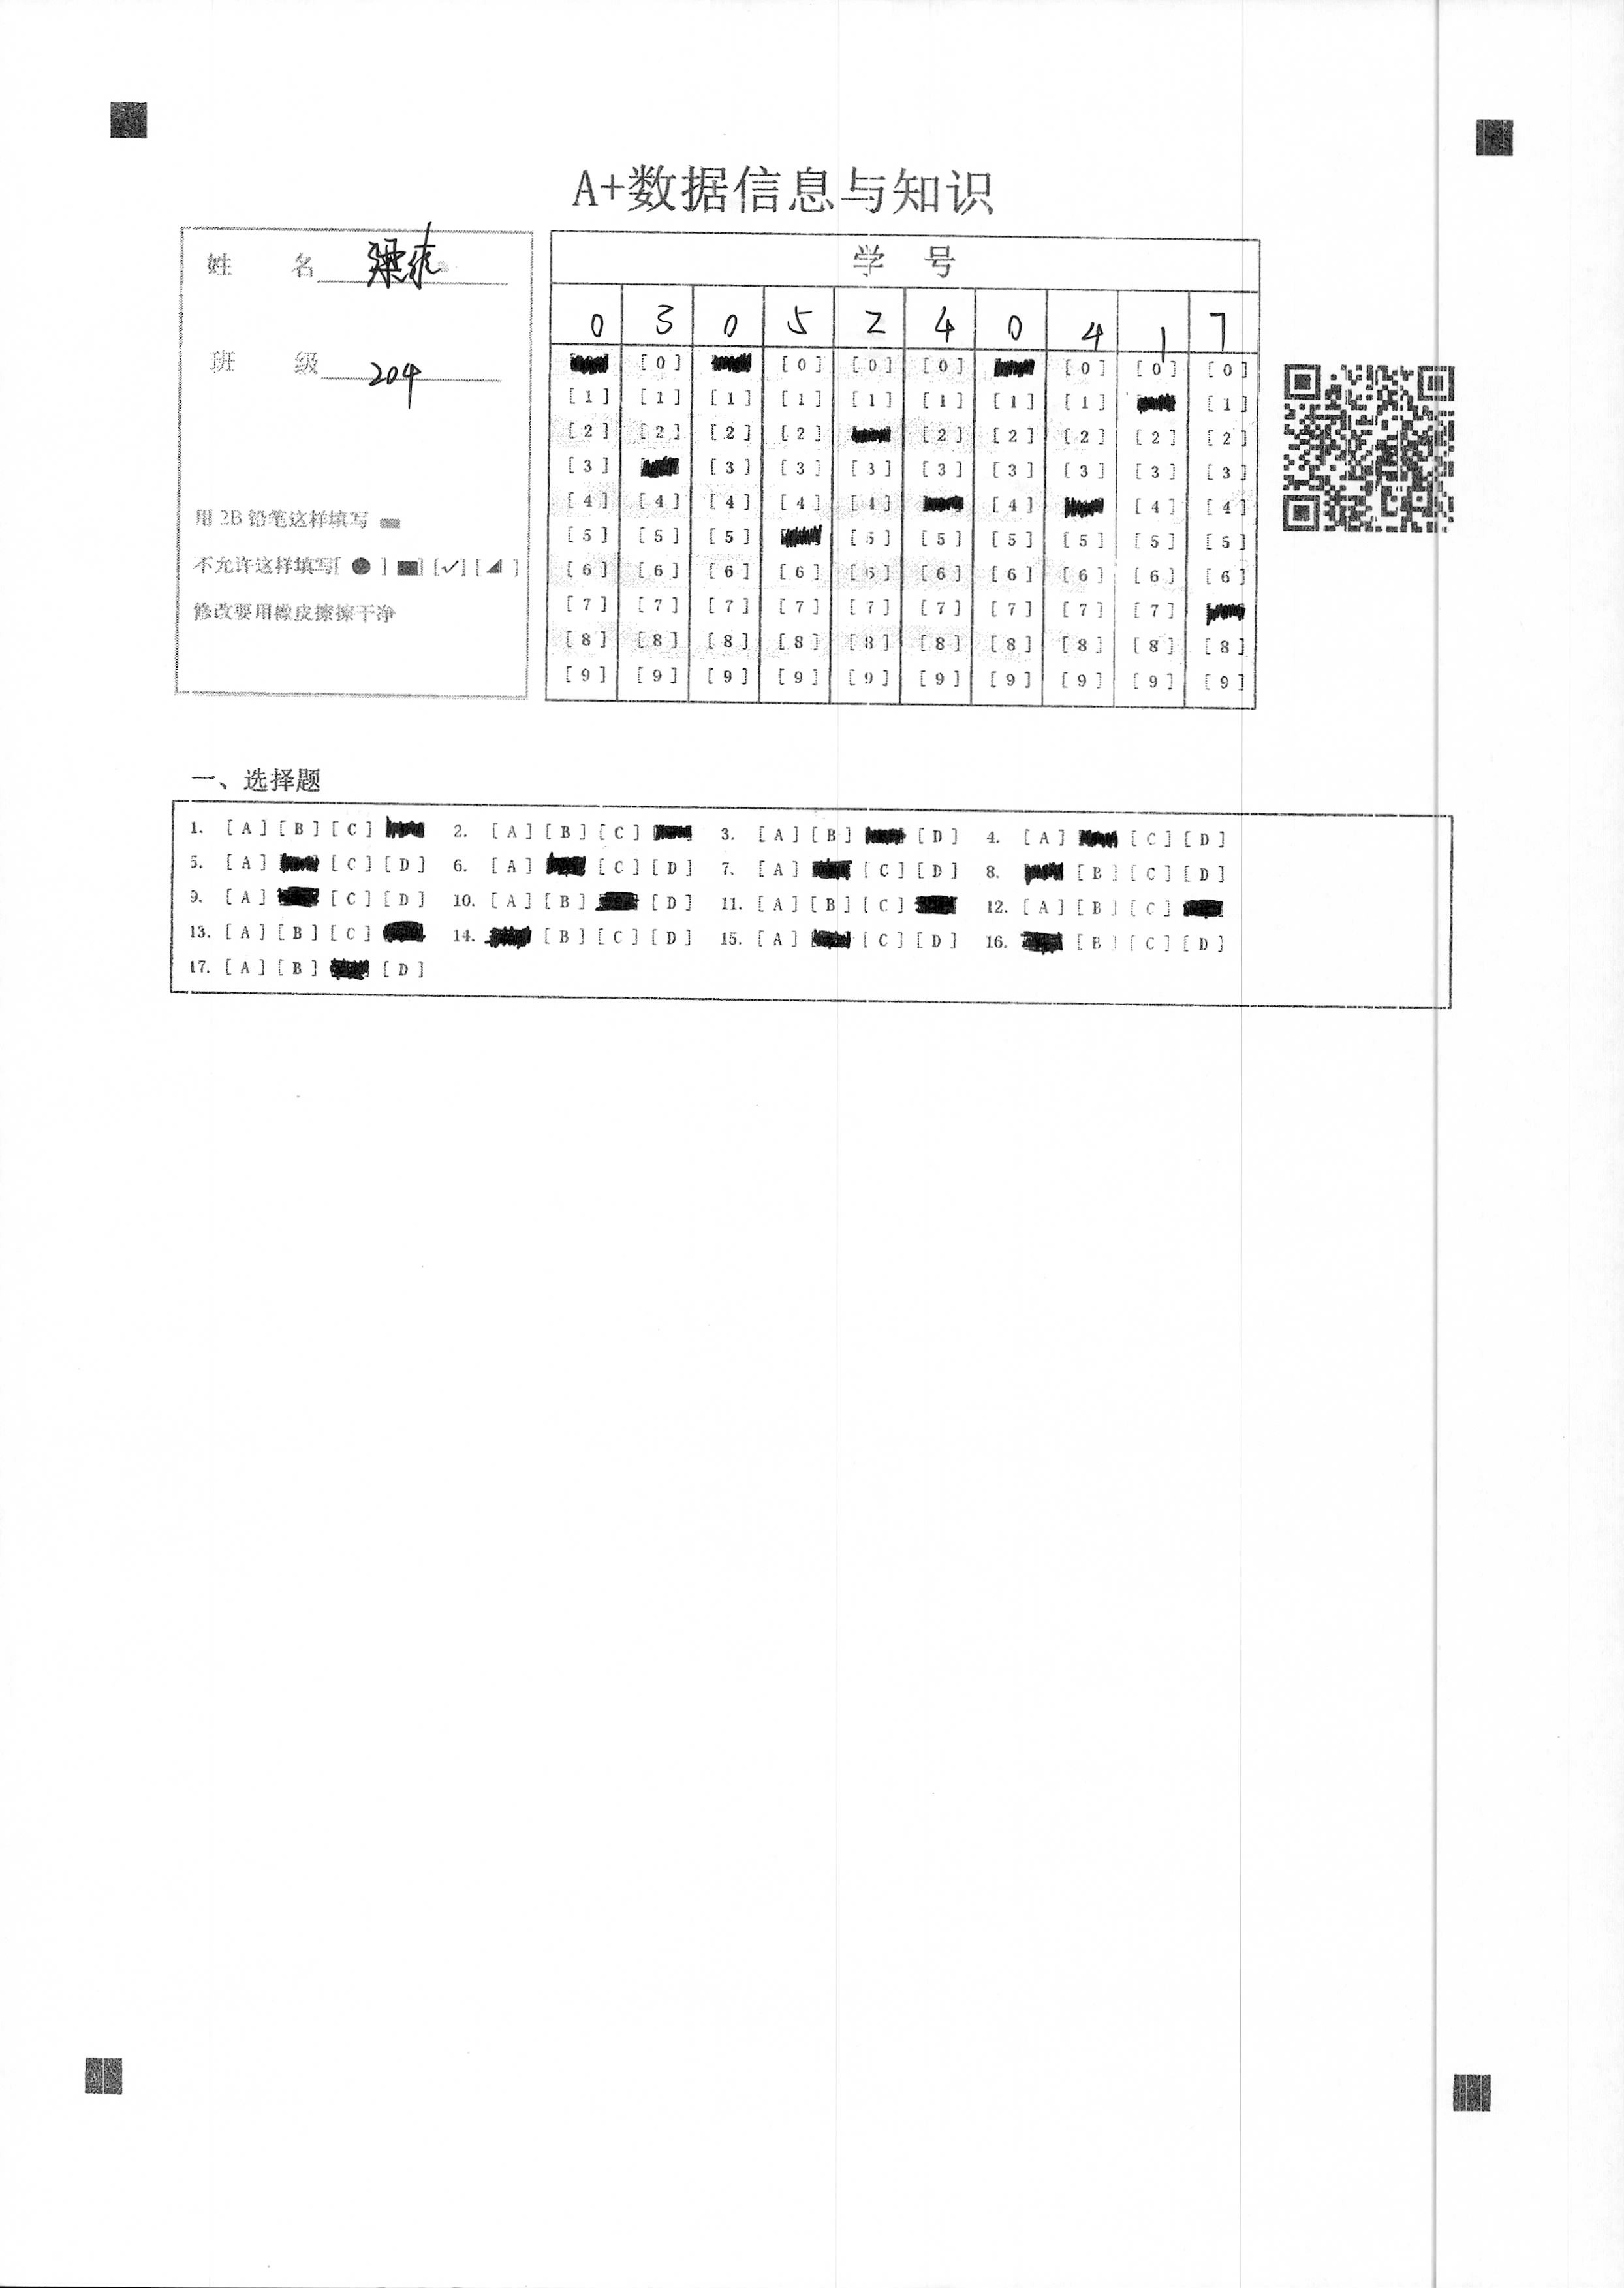 A+数据信息与知识
姓 名
班 级 204
用 2B 铅笔这样填写
不允许这样填写[ ● ] ■] [✓] [◢ ]
修改要用橡皮擦擦干净
学 号
0 3 0 5 2 4 0 4 1 7
[0] [0] [0] [0] [0] [0] [0]
[1] [1] [1] [1] [1] [1] [1] [1] [1]
[2] [2] [2] [2] [2] [2] [2] [2] [2]
[3] [3] [3] [3] [3] [3] [3] [3] [3]
[4] [4] [4] [4] [4] [4] [4] [4]
[5] [5] [5] [5] [5] [5] [5] [5] [5]
[6] [6] [6] [6] [6] [6] [6] [6] [6] [6]
[7] [7] [7] [7] [7] [7] [7] [7] [7]
[8] [8] [8] [8] [8] [8] [8] [8] [8] [8]
[9] [9] [9] [9] [9] [9] [9] [9] [9] [9]
一、选择题
1. [A] [B] [C] 2. [A] [B] [C] 3. [A] [B] [D] 4. [A] [C] [D]
5. [A] [C] [D] 6. [A] [C] [D] 7. [A] [C] [D] 8. [B] [C] [D]
9. [A] [C] [D] 10. [A] [B] [D] 11. [A] [B] [C] 12. [A] [B] [C]
13. [A] [B] [C] 14. [B] [C] [D] 15. [A] [C] [D] 16. [B] [C] [D]
17. [A] [B] [D]